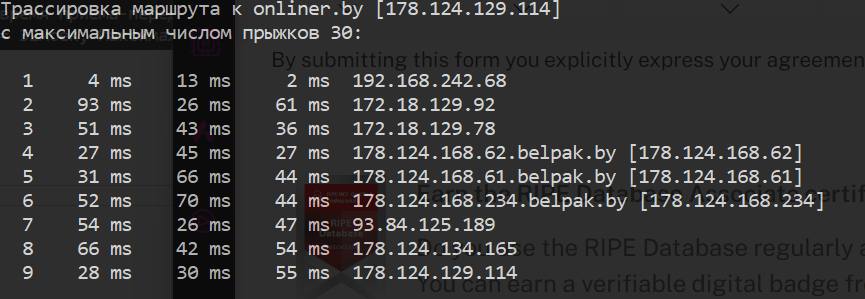 Трассировка маршрута к onliner.by [178.124.129.114]
с максимальным числом прыжков 30:
By submitting this form you explicitly express your agreemen
1 4 ms 13 ms 2 ms 192.168.242.68
2 93 ms 26 ms 61 ms 172.18.129.92
3 51 ms 43 ms 36 ms 172.18.129.78
4 27 ms 45 ms 27 ms 178.124.168.62.belpak.by [178.124.168.62]
5 31 ms 66 ms 44 ms 178.124.168.61.belpak.by [178.124.168.61]
6 52 ms 70 ms 44 ms 178.124.168.234.belpak.by [178.124.168.234]
7 54 ms 26 ms 47 ms 93.84.125.189
8 66 ms 42 ms 54 ms 178.124.134.165
9 28 ms 30 ms 55 ms 178.124.129.114
Earn the RIPE Database Associate certif
use the RIPE Database regularly a
You can earn a verifiable digital badge fr
RIPE
Database